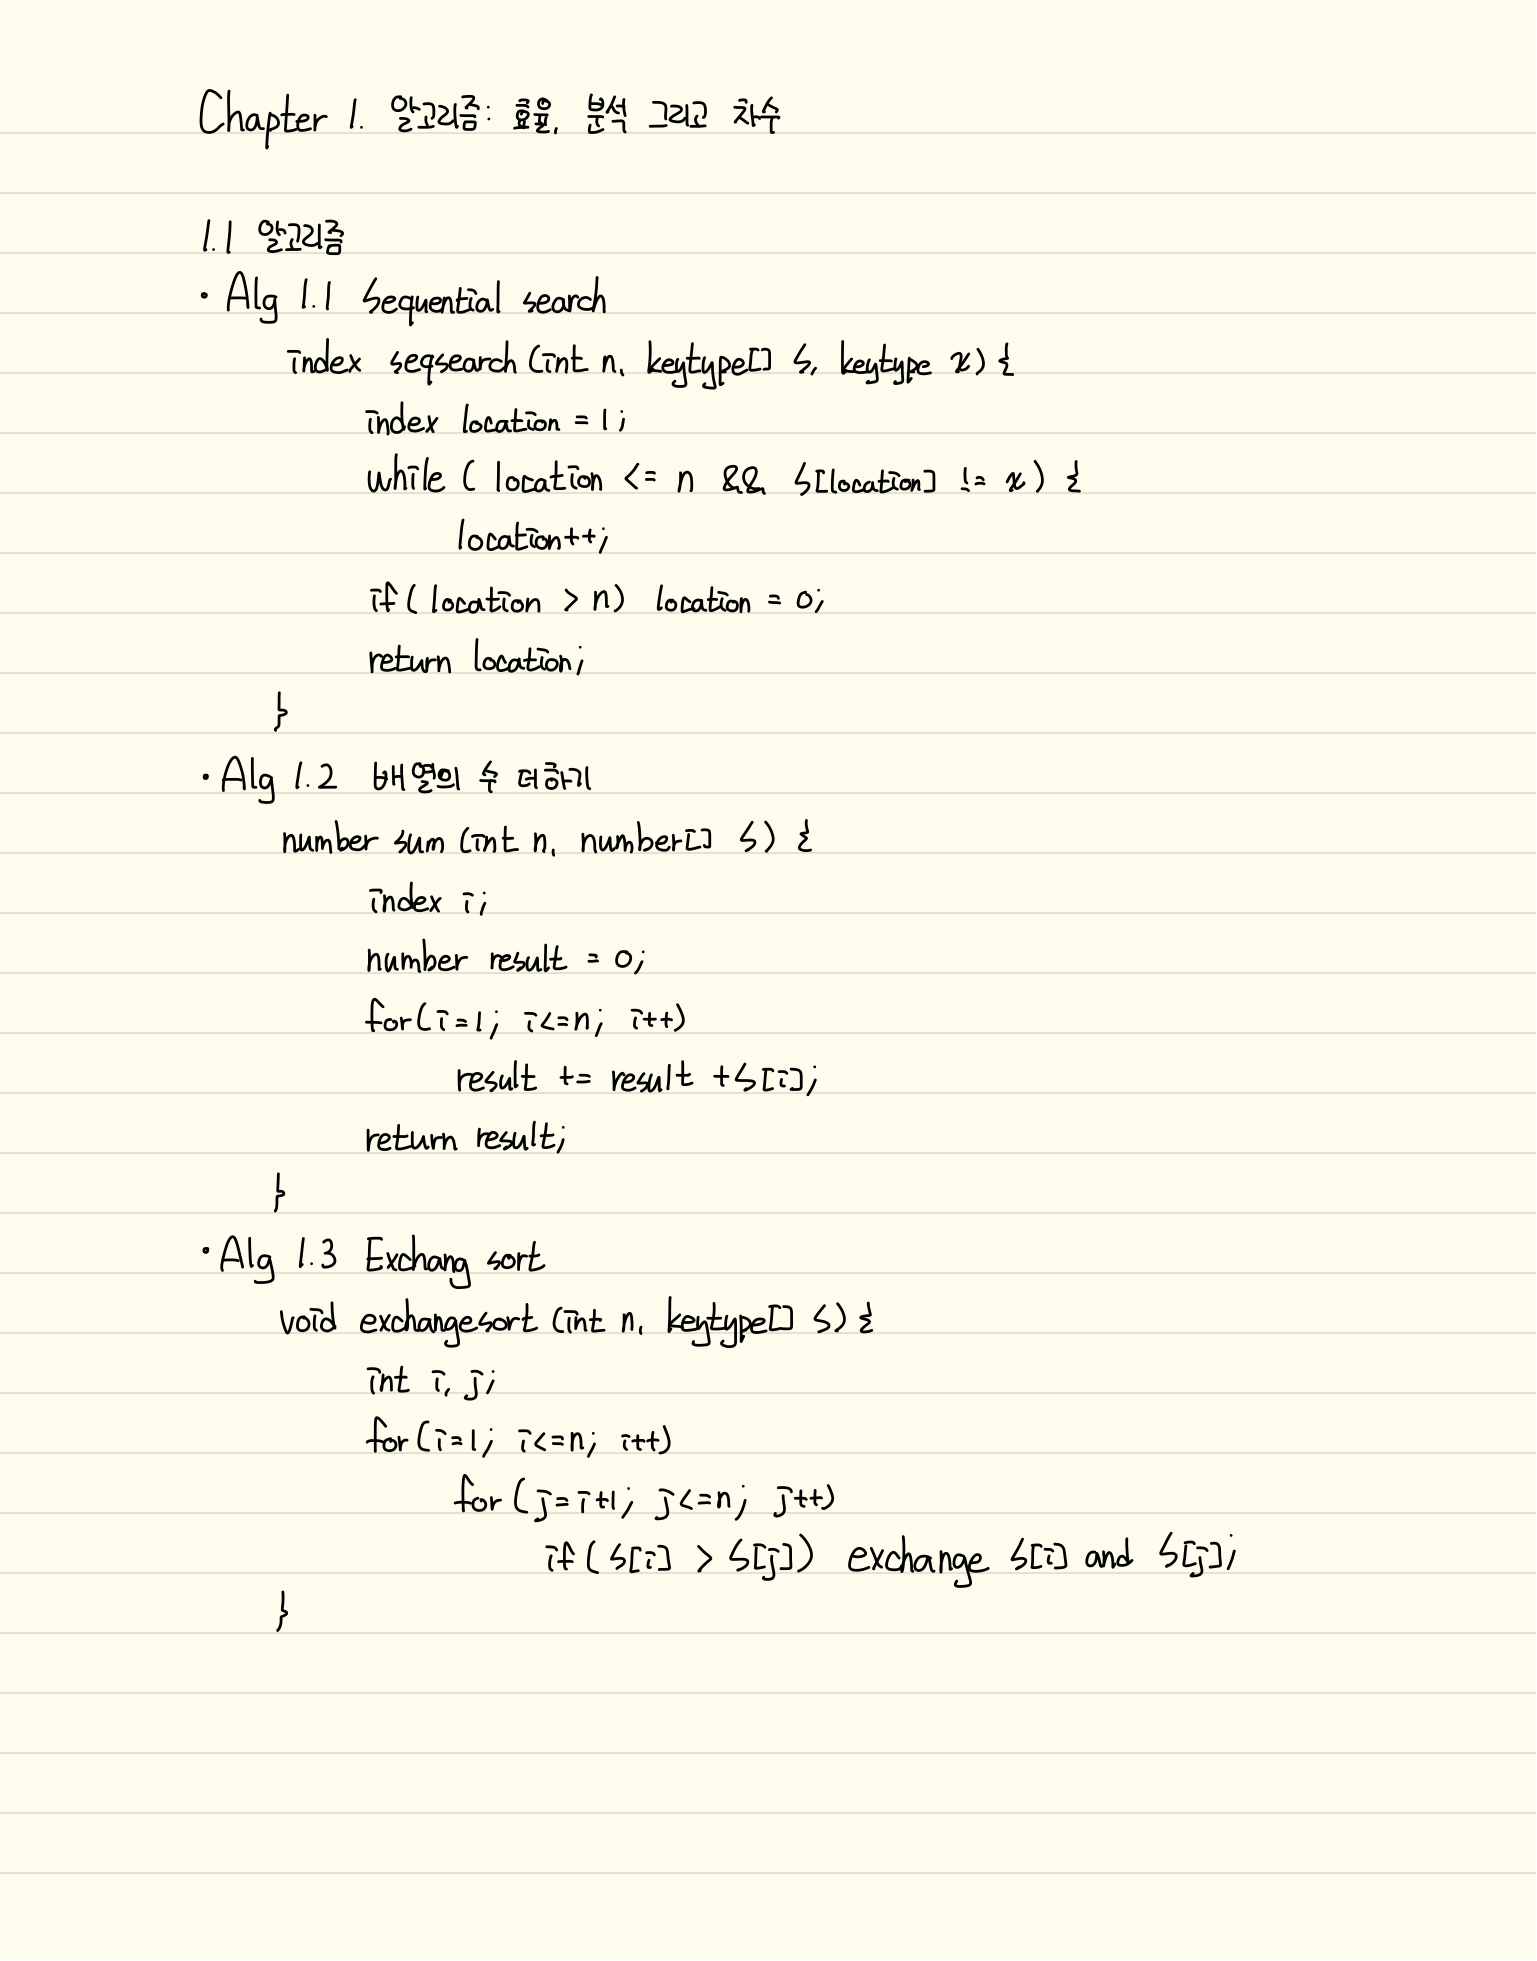 Chapter 1. 알고리즘: 효율, 분석 그리고 차수
1.1 알고리즘
· Alg 1.1 Sequential search
index seqsearch (int n, keytype[] S, keytype x) {
index location = 1;
while ( location <= n && S[location] != x) {
location++;
if( location > n) location = 0;
return location;
}
· Alg 1.2 배열의 수 더하기
number sum (int n, number[] S) {
index i;
number result = 0;
for(i=1; i<=n; i++)
result += result +S[i];
return result;
}
· Alg 1.3 Exchang sort
void exchangesort (int n, keytype[] S) {
int i, j;
for(i=1; i<=n; i++)
for (j=i+1; j<=n; j++)
if( S[i] > S[j]) exchange S[i] and S[j];
}